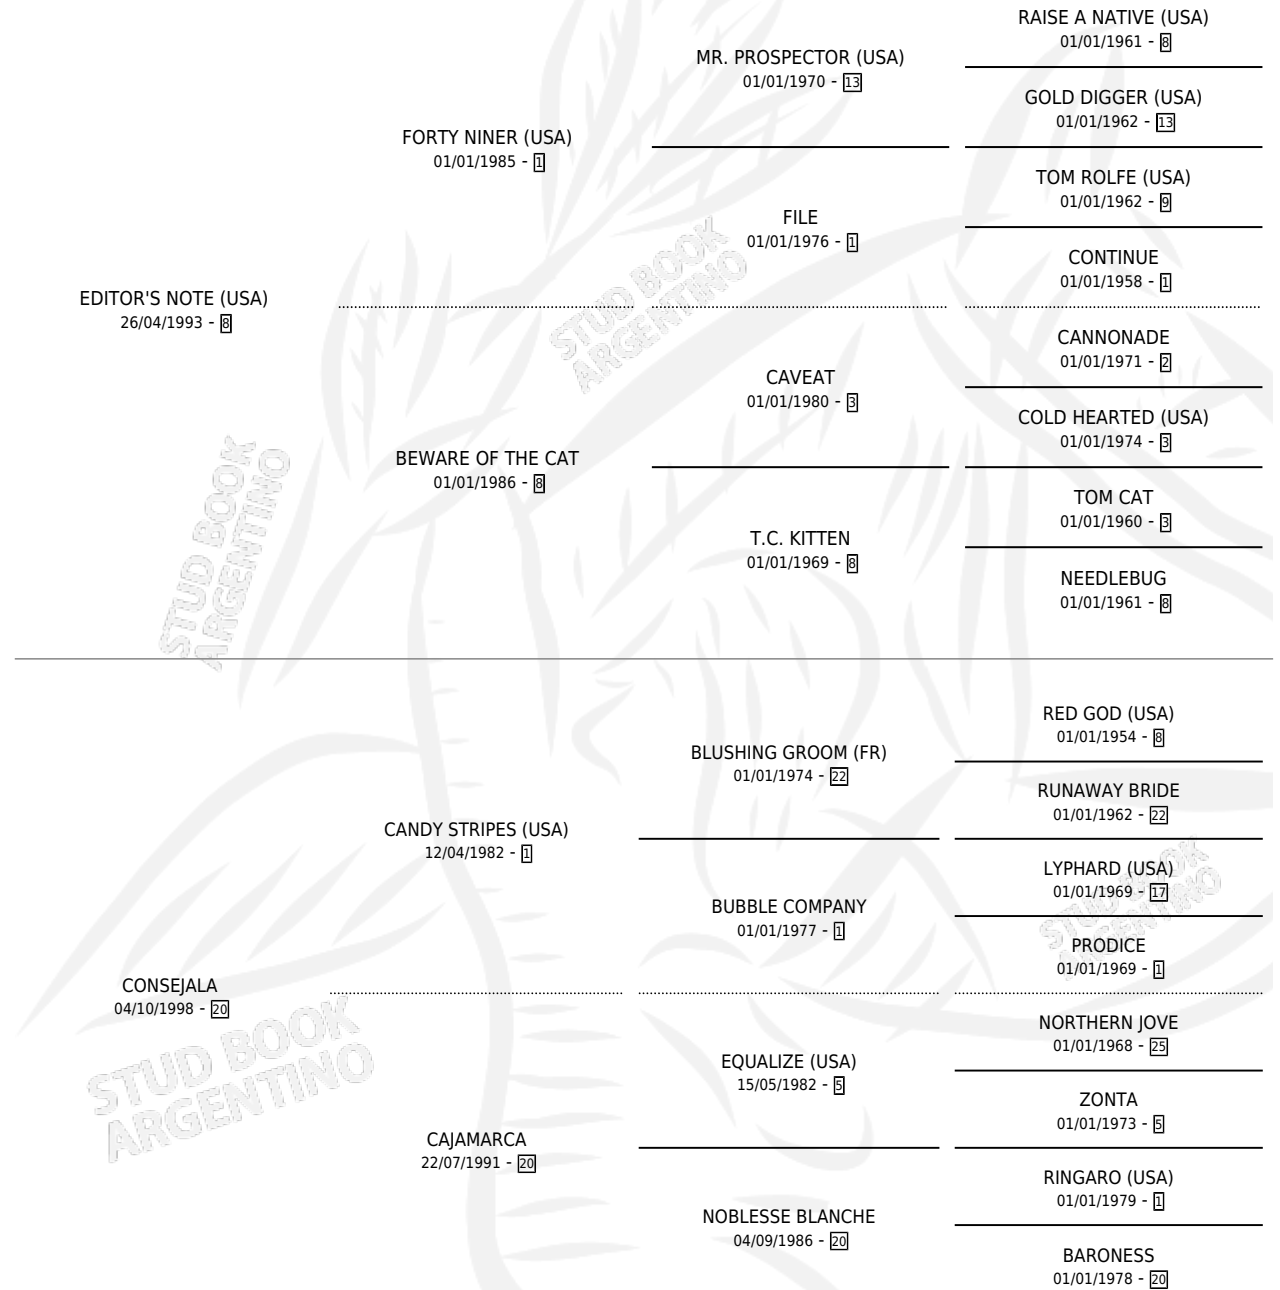 RAISE A NATIVE (USA)
01/01/1961 - 8
MR. PROSPECTOR (USA)
01/01/1970 - 13
GOLD DIGGER (USA)
01/01/1962 - 13
FORTY NINER (USA)
01/01/1985 - 1
TOM ROLFE (USA)
01/01/1962 - 9
FILE
01/01/1976 - 1
CONTINUE
01/01/1958 - 1
EDITOR'S NOTE (USA)
26/04/1993 - 8
STUD BOOK
ARGENTINO
CANNONADE
01/01/1971 - 2
CAVEAT
01/01/1980 - 3
COLD HEARTED (USA)
01/01/1974 - 3
BEWARE OF THE CAT
01/01/1986 - 8
TOM CAT
01/01/1960 - 3
T.C. KITTEN
01/01/1969 - 8
NEEDLEBUG
01/01/1961 - 8
STUD BOOK
ARGENTINO
RED GOD (USA)
01/01/1954 - 8
BLUSHING GROOM (FR)
01/01/1974 - 22
RUNAWAY BRIDE
01/01/1962 - 22
CANDY STRIPES (USA)
12/04/1982 - 1
LYPHARD (USA)
01/01/1969 - 17
BUBBLE COMPANY
01/01/1977 - 1
STUD BOOK
ARGENTINO
PRODICE
01/01/1969 - 1
CONSEJALA
04/10/1998 - 20
STUD BOOK
ARGENTINO
NORTHERN JOVE
01/01/1968 - 25
EQUALIZE (USA)
15/05/1982 - 5
ZONTA
01/01/1973 - 5
CAJAMARCA
22/07/1991 - 20
RINGARO (USA)
01/01/1979 - 1
NOBLESSE BLANCHE
04/09/1986 - 20
BARONESS
01/01/1978 - 20